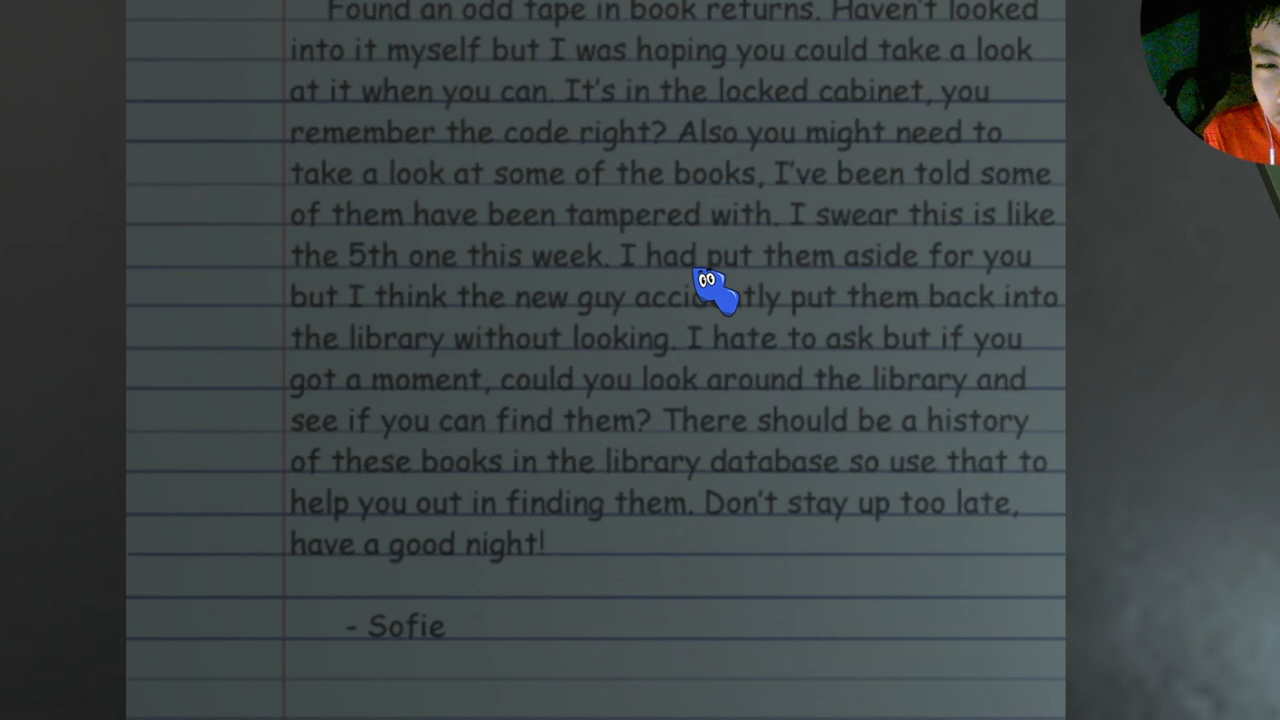 Found an odd tape in book returns. Haven't looked
into it myself but I was hoping you could take a look
at it when you can. It's in the locked cabinet, you
remember the code right? Also you might need to
take a look at some of the books, I've been told some
of them have been tampered with. I swear this is like
the 5th one this week. I had put them aside for you
but I think the new guy put them back into
the library without looking. I hate to ask but if you
got a moment, could you look around the library and
see if you can find them? There should be a history
of these books in the library database so use that to
help you out in finding them. Don't stay up too late,
have a good night!
- Sofie